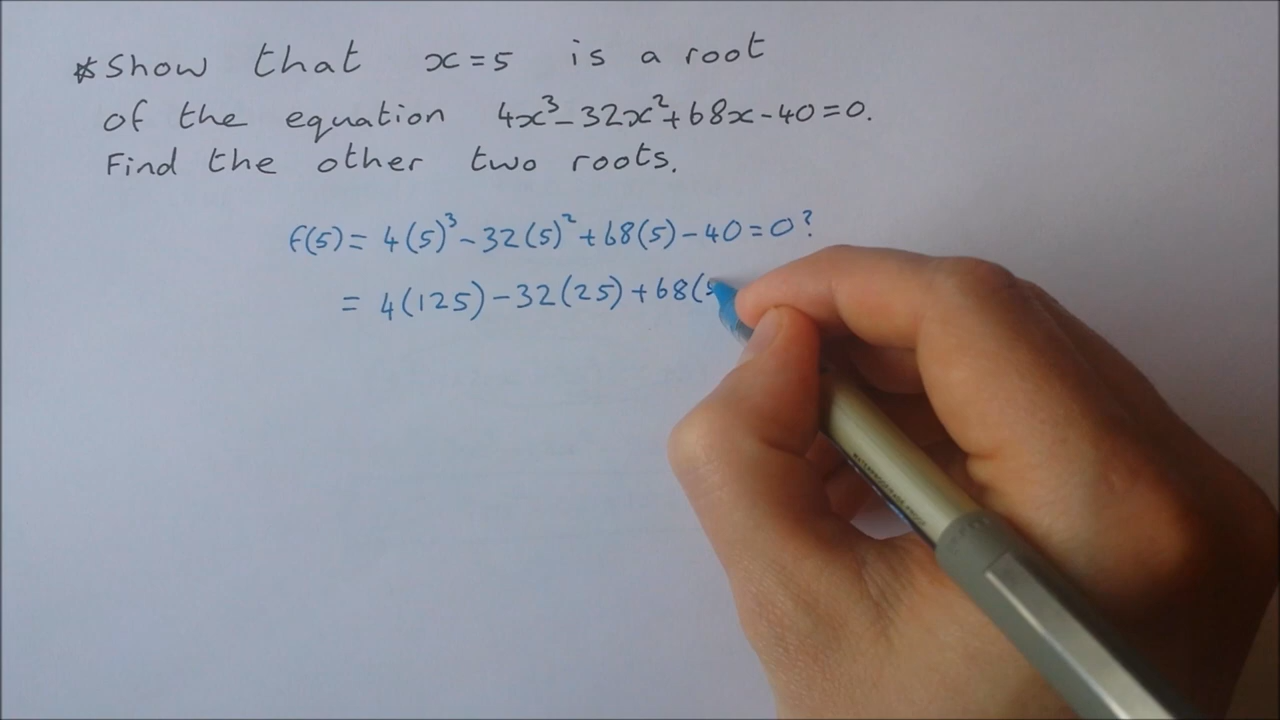 *Show that x=5 is a root
of the equation 4x³-32x²+68x-40=0.
Find the other two roots.
f(5)= 4(5)³-32(5)²+68(5)-40=0?
= 4(125)-32(25)+68(5